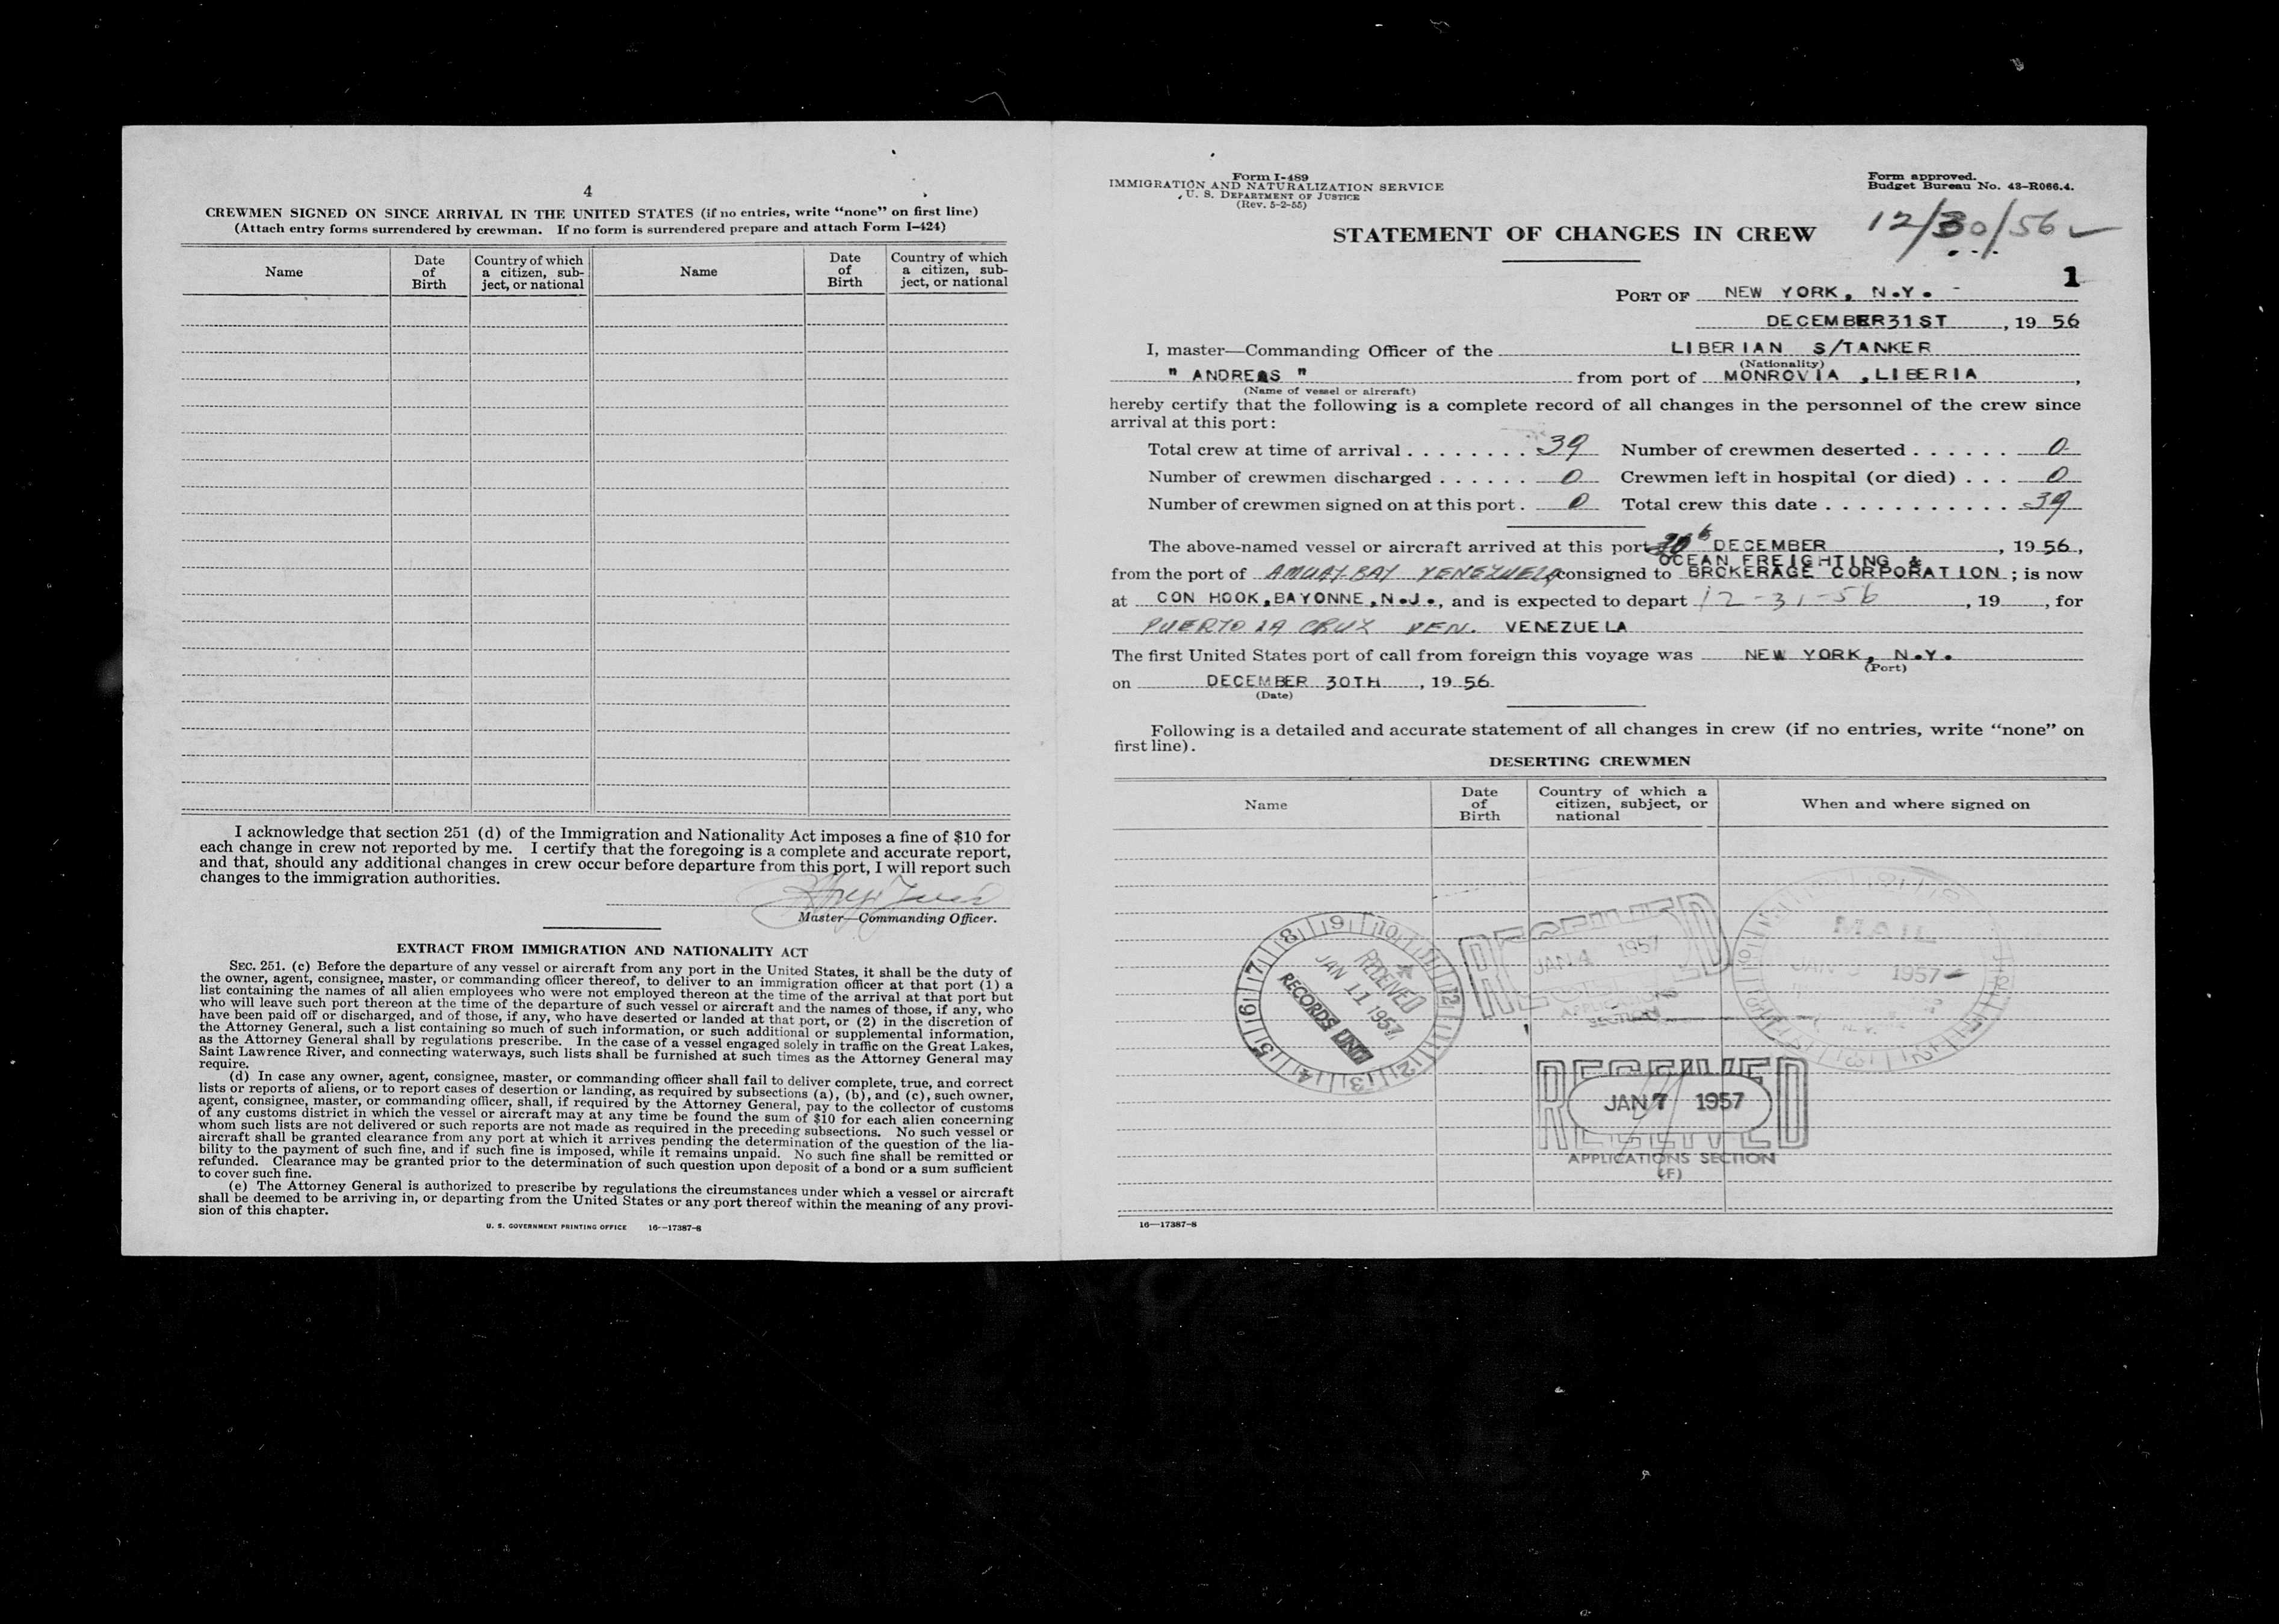 4
CREWMEN SIGNED ON SINCE ARRIVAL IN THE UNITED STATES (if no entries, write “none” on first line)
(Attach entry forms surrendered by crewman. If no form is surrendered prepare and attach Form I-424)
Name Date of Birth Country of which a citizen, sub-ject, or national Name Date of Birth Country of which a citizen, sub-ject, or national
I acknowledge that section 251 (d) of the Immigration and Nationality Act imposes a fine of $10 for
each change in crew not reported by me. I certify that the foregoing is a complete and accurate report,
and that, should any additional changes in crew occur before departure from this port, I will report such
changes to the immigration authorities.
Master—Commanding Officer.
EXTRACT FROM IMMIGRATION AND NATIONALITY ACT
SEC. 251. (c) Before the departure of any vessel or aircraft from any port in the United States, it shall be the duty of
the owner, agent, consignee, master, or commanding officer thereof, to deliver to an immigration officer at that port (1) a
list containing the names of all alien employees who were not employed thereon at the time of the arrival at that port but
who will leave such port thereon at the time of the departure of such vessel or aircraft and the names of those, if any, who
have been paid off or discharged, and of those, if any, who have deserted or landed at that port, or (2) in the discretion of
the Attorney General, such a list containing so much of such information, or such additional or supplemental information,
as the Attorney General shall by regulations prescribe. In the case of a vessel engaged solely in traffic on the Great Lakes,
Saint Lawrence River, and connecting waterways, such lists shall be furnished at such times as the Attorney General may
require.
(d) In case any owner, agent, consignee, master, or commanding officer shall fail to deliver complete, true, and correct
lists or reports of aliens, or to report cases of desertion or landing, as required by subsections (a), (b), and (c), such owner,
agent, consignee, master, or commanding officer, shall, if required by the Attorney General, pay to the collector of customs
of any customs district in which the vessel or aircraft may at any time be found the sum of $10 for each alien concerning
whom such lists are not delivered or such reports are not made as required in the preceding subsections. No such vessel or
aircraft shall be granted clearance from any port at which it arrives pending the determination of the question of the lia-
bility to the payment of such fine, and if such fine is imposed, while it remains unpaid. No such fine shall be remitted or
refunded. Clearance may be granted prior to the determination of such question upon deposit of a bond or a sum sufficient
to cover such fine.
(e) The Attorney General is authorized to prescribe by regulations the circumstances under which a vessel or aircraft
shall be deemed to be arriving in, or departing from the United States or any port thereof within the meaning of any provi-
sion of this chapter.
U. S. GOVERNMENT PRINTING OFFICE 16—17387-8
Form I-489
IMMIGRATION AND NATURALIZATION SERVICE
U. S. DEPARTMENT OF JUSTICE
(Rev. 5-2-55)
Form approved.
Budget Bureau No. 43-R066.4.
12/30/56
STATEMENT OF CHANGES IN CREW
1
PORT OF NEW YORK, N.Y. -
DECEMBER 31ST, 19 56
I, master—Commanding Officer of the LIBERIAN S/TANKER
(Nationality)
" ANDREAS " from port of MONROVIA ,LIBERIA,
(Name of vessel or aircraft)
hereby certify that the following is a complete record of all changes in the personnel of the crew since
arrival at this port:
Total crew at time of arrival . . . . . . . . 39 Number of crewmen deserted . . . . . . 0
Number of crewmen discharged . . . . . . 0 Crewmen left in hospital (or died) . . . 0
Number of crewmen signed on at this port . 0 Total crew this date . . . . . . . . . . . 39
The above-named vessel or aircraft arrived at this port 30 DECEMBER, 19 56,
OCEAN FREIGHTING &
from the port of AMUAY BAY VENEZUELA consigned to BROKERAGE CORPORATION ; is now
at CON HOOK,BAYONNE,N.J., and is expected to depart 12-31-56, 19, for
PUERTO LA CRUZ VEN. VENEZUELA
The first United States port of call from foreign this voyage was NEW YORK, N.Y.
(Port)
on DECEMBER 30TH, 19 56
(Date)
Following is a detailed and accurate statement of all changes in crew (if no entries, write “none” on
first line).
DESERTING CREWMEN
Name Date of Birth Country of which a citizen, subject, or national When and where signed on
RECEIVED
JAN 11 1957
RECORDS UNIT
RECEIVED
JAN 4 1957
APPLICATIONS
SECTION
MAIL
JAN 1957
RECEIVED
JAN 7 1957
APPLICATIONS SECTION
(F)
16—17387-8